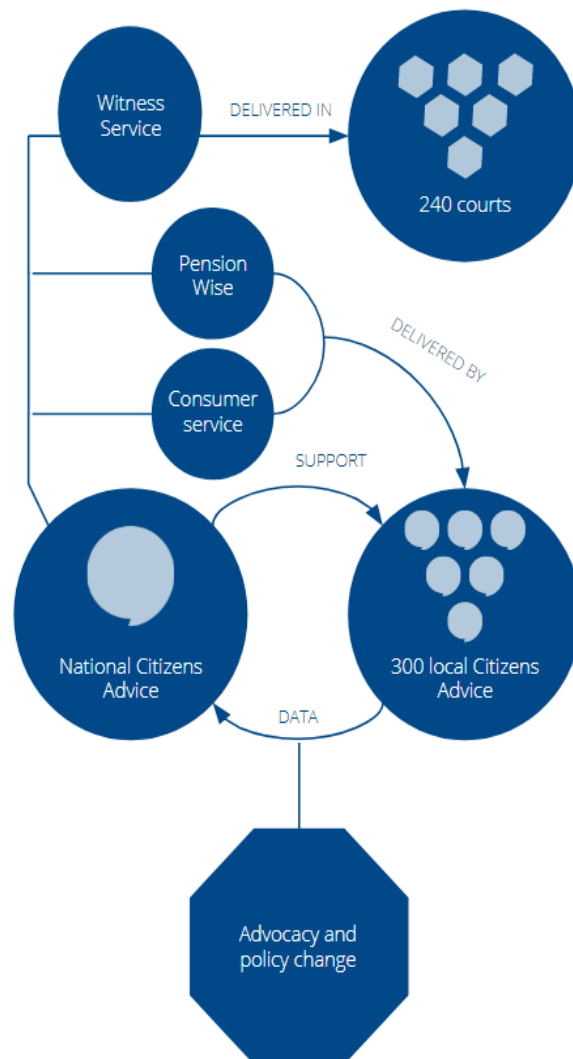 Witness
Service
DELIVERED IN
240 courts
Pension
Wise
DELIVERED BY
Consumer
service
SUPPORT
National Citizens
Advice
300 local Citizens
Advice
DATA
Advocacy and
policy change